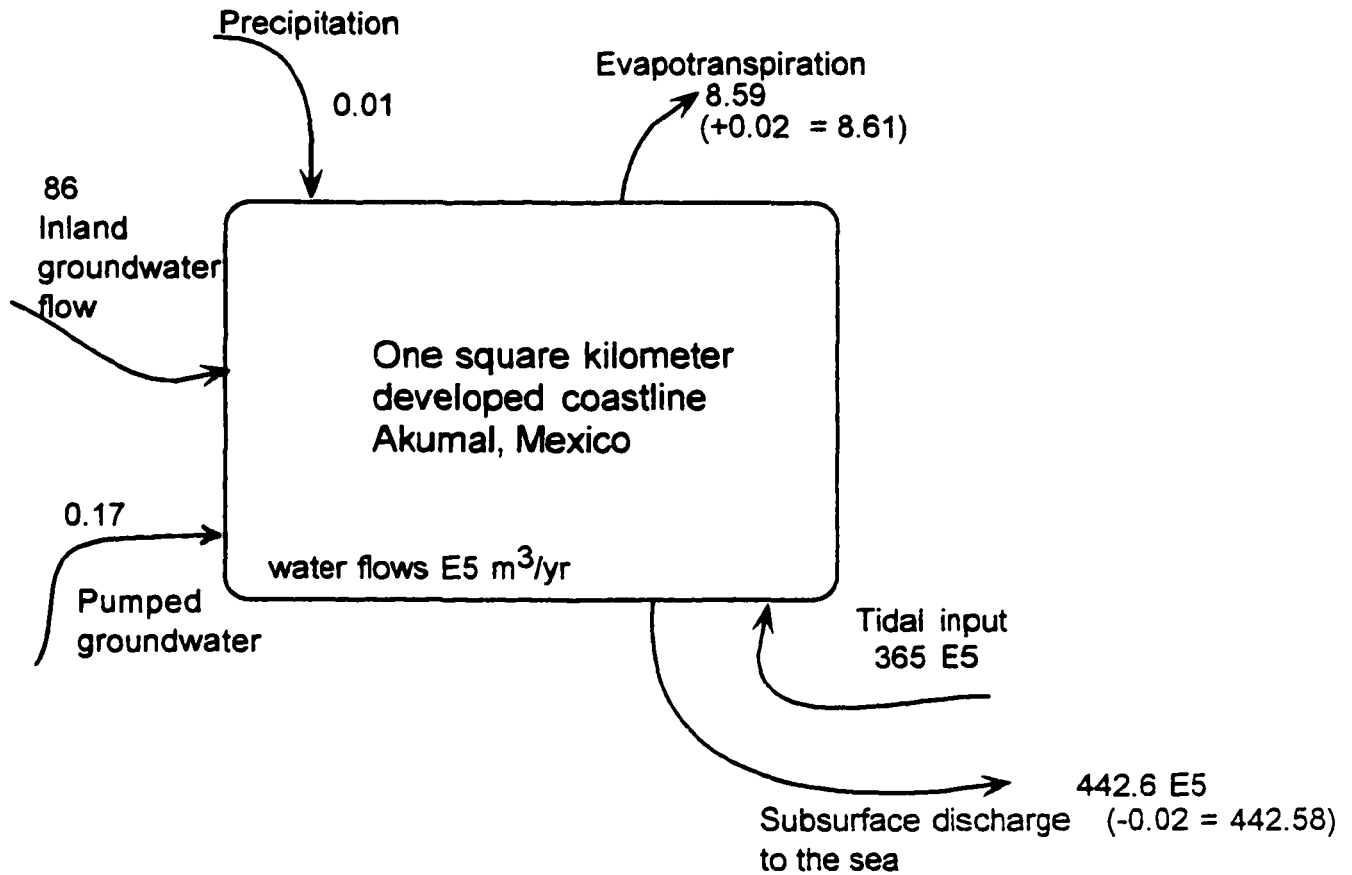 Precipitation
0.01
Evapotranspiration
8.59
(+0.02 = 8.61)
86
Inland
groundwater
flow
One square kilometer
developed coastline
Akumal, Mexico
0.17
Pumped
groundwater
water flows E5 m³/yr
Tidal input
365 E5
442.6 E5
Subsurface discharge (-0.02 = 442.58)
to the sea